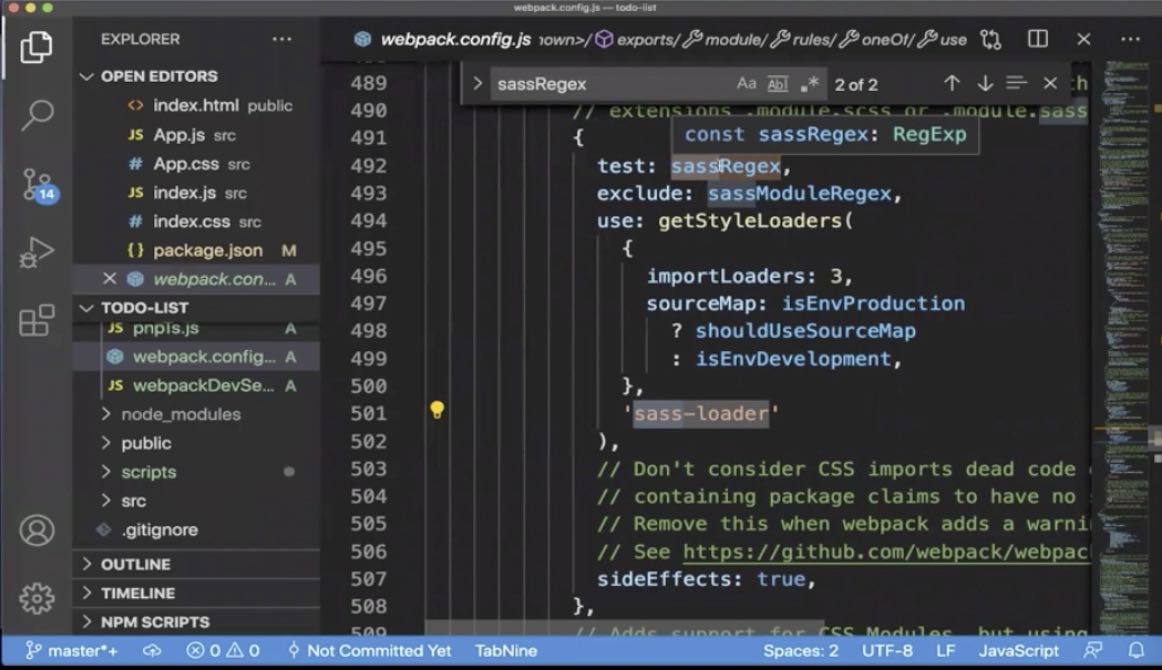 webpack.config.js — todo-list
EXPLORER
OPEN EDITORS
index.html public
JS App.js src
# App.css src
JS index.js src
# index.css src
{} package.json M
webpack.con... A
TODO-LIST
JS pnpTs.js A
webpack.config... A
JS webpackDevSe... A
node_modules
public
scripts
src
.gitignore
OUTLINE
TIMELINE
NPM SCRIPTS
14
webpack.config.js nown>/ exports/ module/ rules/ oneOf/ use
sassRegex Aa Abl .* 2 of 2
489
490 // extensions .module.scss or .module.sass
const sassRegex: RegExp
491 {
492 test: sassRegex,
493 exclude: sassModuleRegex,
494 use: getStyleLoaders(
495 {
496 importLoaders: 3,
497 sourceMap: isEnvProduction
498 ? shouldUseSourceMap
499 : isEnvDevelopment,
500 },
501 'sass-loader'
502 ),
503 // Don't consider CSS imports dead code
504 // containing package claims to have no
505 // Remove this when webpack adds a warni
506 // See https://github.com/webpack/webpac
507 sideEffects: true,
508 },
509 // Adds support for CSS Modules, but using
master*+ 0 0 Not Committed Yet TabNine Spaces: 2 UTF-8 LF JavaScript